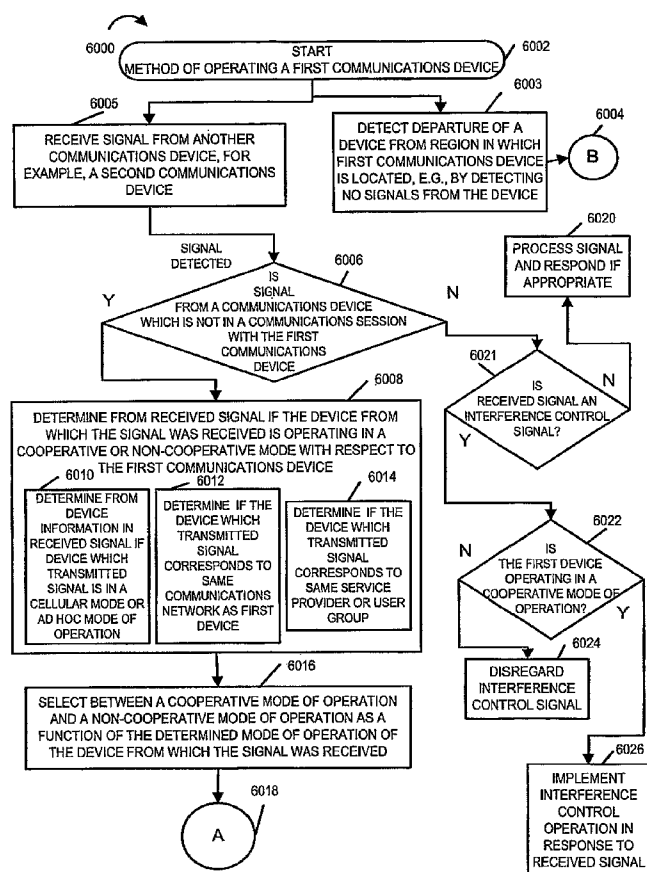 6000
START
METHOD OF OPERATING A FIRST COMMUNICATIONS DEVICE
6002
6005
RECEIVE SIGNAL FROM ANOTHER
COMMUNICATIONS DEVICE, FOR
EXAMPLE, A SECOND COMMUNICATIONS
DEVICE
6003
DETECT DEPARTURE OF A
DEVICE FROM REGION IN WHICH
FIRST COMMUNICATIONS DEVICE
IS LOCATED, E.G., BY DETECTING
NO SIGNALS FROM THE DEVICE
6004
B
SIGNAL
DETECTED
6006
IS
SIGNAL
FROM A COMMUNICATIONS DEVICE
WHICH IS NOT IN A COMMUNICATIONS SESSION
WITH THE FIRST
COMMUNICATIONS
DEVICE
Y
N
6020
PROCESS SIGNAL
AND RESPOND IF
APPROPRIATE
6021
IS
RECEIVED SIGNAL AN
INTERFERENCE CONTROL
SIGNAL?
N
Y
6008
DETERMINE FROM RECEIVED SIGNAL IF THE DEVICE FROM
WHICH THE SIGNAL WAS RECEIVED IS OPERATING IN A
COOPERATIVE OR NON-COOPERATIVE MODE WITH RESPECT TO
THE FIRST COMMUNICATIONS DEVICE
6010
DETERMINE FROM
DEVICE
INFORMATION IN
RECEIVED SIGNAL IF
DEVICE WHICH
TRANSMITTED
SIGNAL IS IN A
CELLULAR MODE OR
AD HOC MODE OF
OPERATION
6012
DETERMINE IF THE
DEVICE WHICH
TRANSMITTED
SIGNAL
CORRESPONDS TO
SAME
COMMUNICATIONS
NETWORK AS FIRST
DEVICE
6014
DETERMINE IF THE
DEVICE WHICH
TRANSMITTED
SIGNAL
CORRESPONDS TO
SAME SERVICE
PROVIDER OR USER
GROUP
6022
IS
THE FIRST DEVICE
OPERATING IN A
COOPERATIVE MODE OF
OPERATION?
N
Y
6024
DISREGARD
INTERFERENCE
CONTROL SIGNAL
6016
SELECT BETWEEN A COOPERATIVE MODE OF OPERATION
AND A NON-COOPERATIVE MODE OF OPERATION AS A
FUNCTION OF THE DETERMINED MODE OF OPERATION OF
THE DEVICE FROM WHICH THE SIGNAL WAS RECEIVED
6018
A
6026
IMPLEMENT
INTERFERENCE
CONTROL
OPERATION IN
RESPONSE TO
RECEIVED SIGNAL